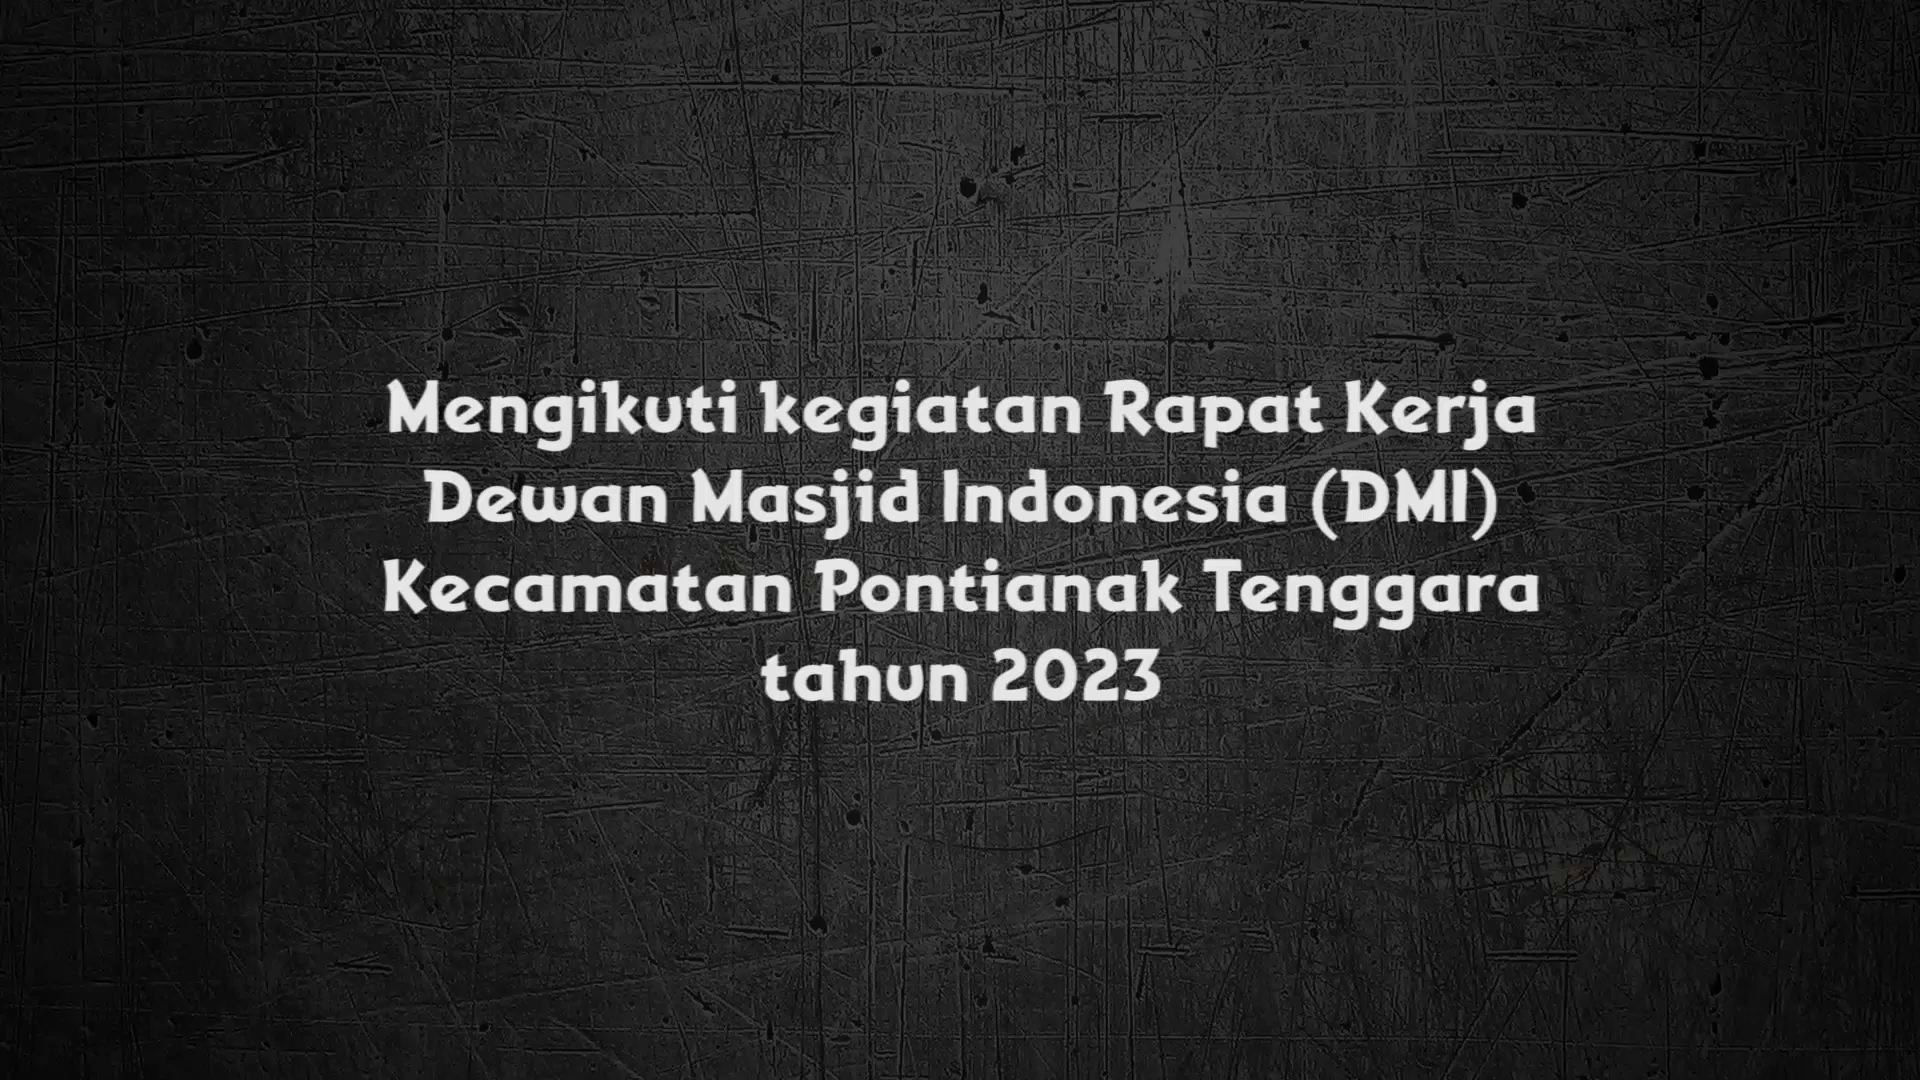 Mengikuti kegiatan Rapat Kerja
Dewan Masjid Indonesia (DMI)
Kecamatan Pontianak Tenggara
tahun 2023